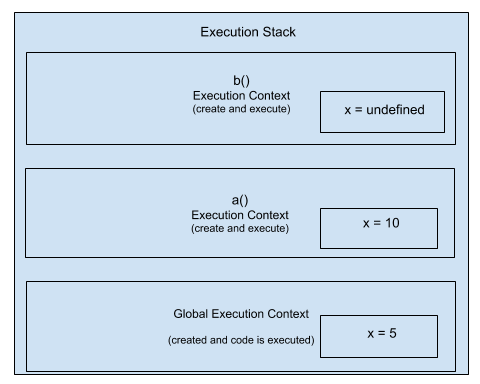 Execution Stack
b()
Execution Context
(create and execute)
x = undefined
a()
Execution Context
(create and execute)
x = 10
Global Execution Context
(created and code is executed)
x = 5